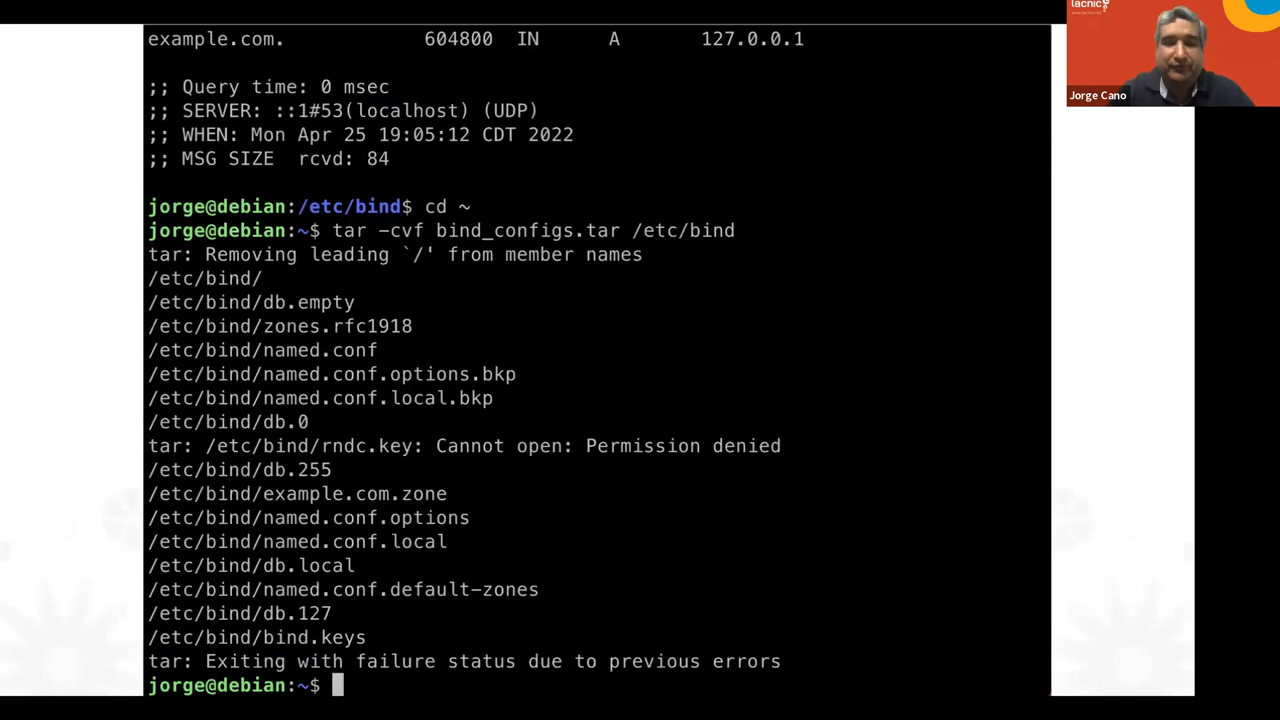 example.com. 604800 IN A 127.0.0.1
;; Query time: 0 msec
;; SERVER: ::1#53(localhost) (UDP)
;; WHEN: Mon Apr 25 19:05:12 CDT 2022
;; MSG SIZE rcvd: 84
jorge@debian:/etc/bind$ cd ~
jorge@debian:~$ tar -cvf bind_configs.tar /etc/bind
tar: Removing leading `/' from member names
/etc/bind/
/etc/bind/db.empty
/etc/bind/zones.rfc1918
/etc/bind/named.conf
/etc/bind/named.conf.options.bkp
/etc/bind/named.conf.local.bkp
/etc/bind/db.0
tar: /etc/bind/rndc.key: Cannot open: Permission denied
/etc/bind/db.255
/etc/bind/example.com.zone
/etc/bind/named.conf.options
/etc/bind/named.conf.local
/etc/bind/db.local
/etc/bind/named.conf.default-zones
/etc/bind/db.127
/etc/bind/bind.keys
tar: Exiting with failure status due to previous errors
jorge@debian:~$
lacnic
Jorge Cano